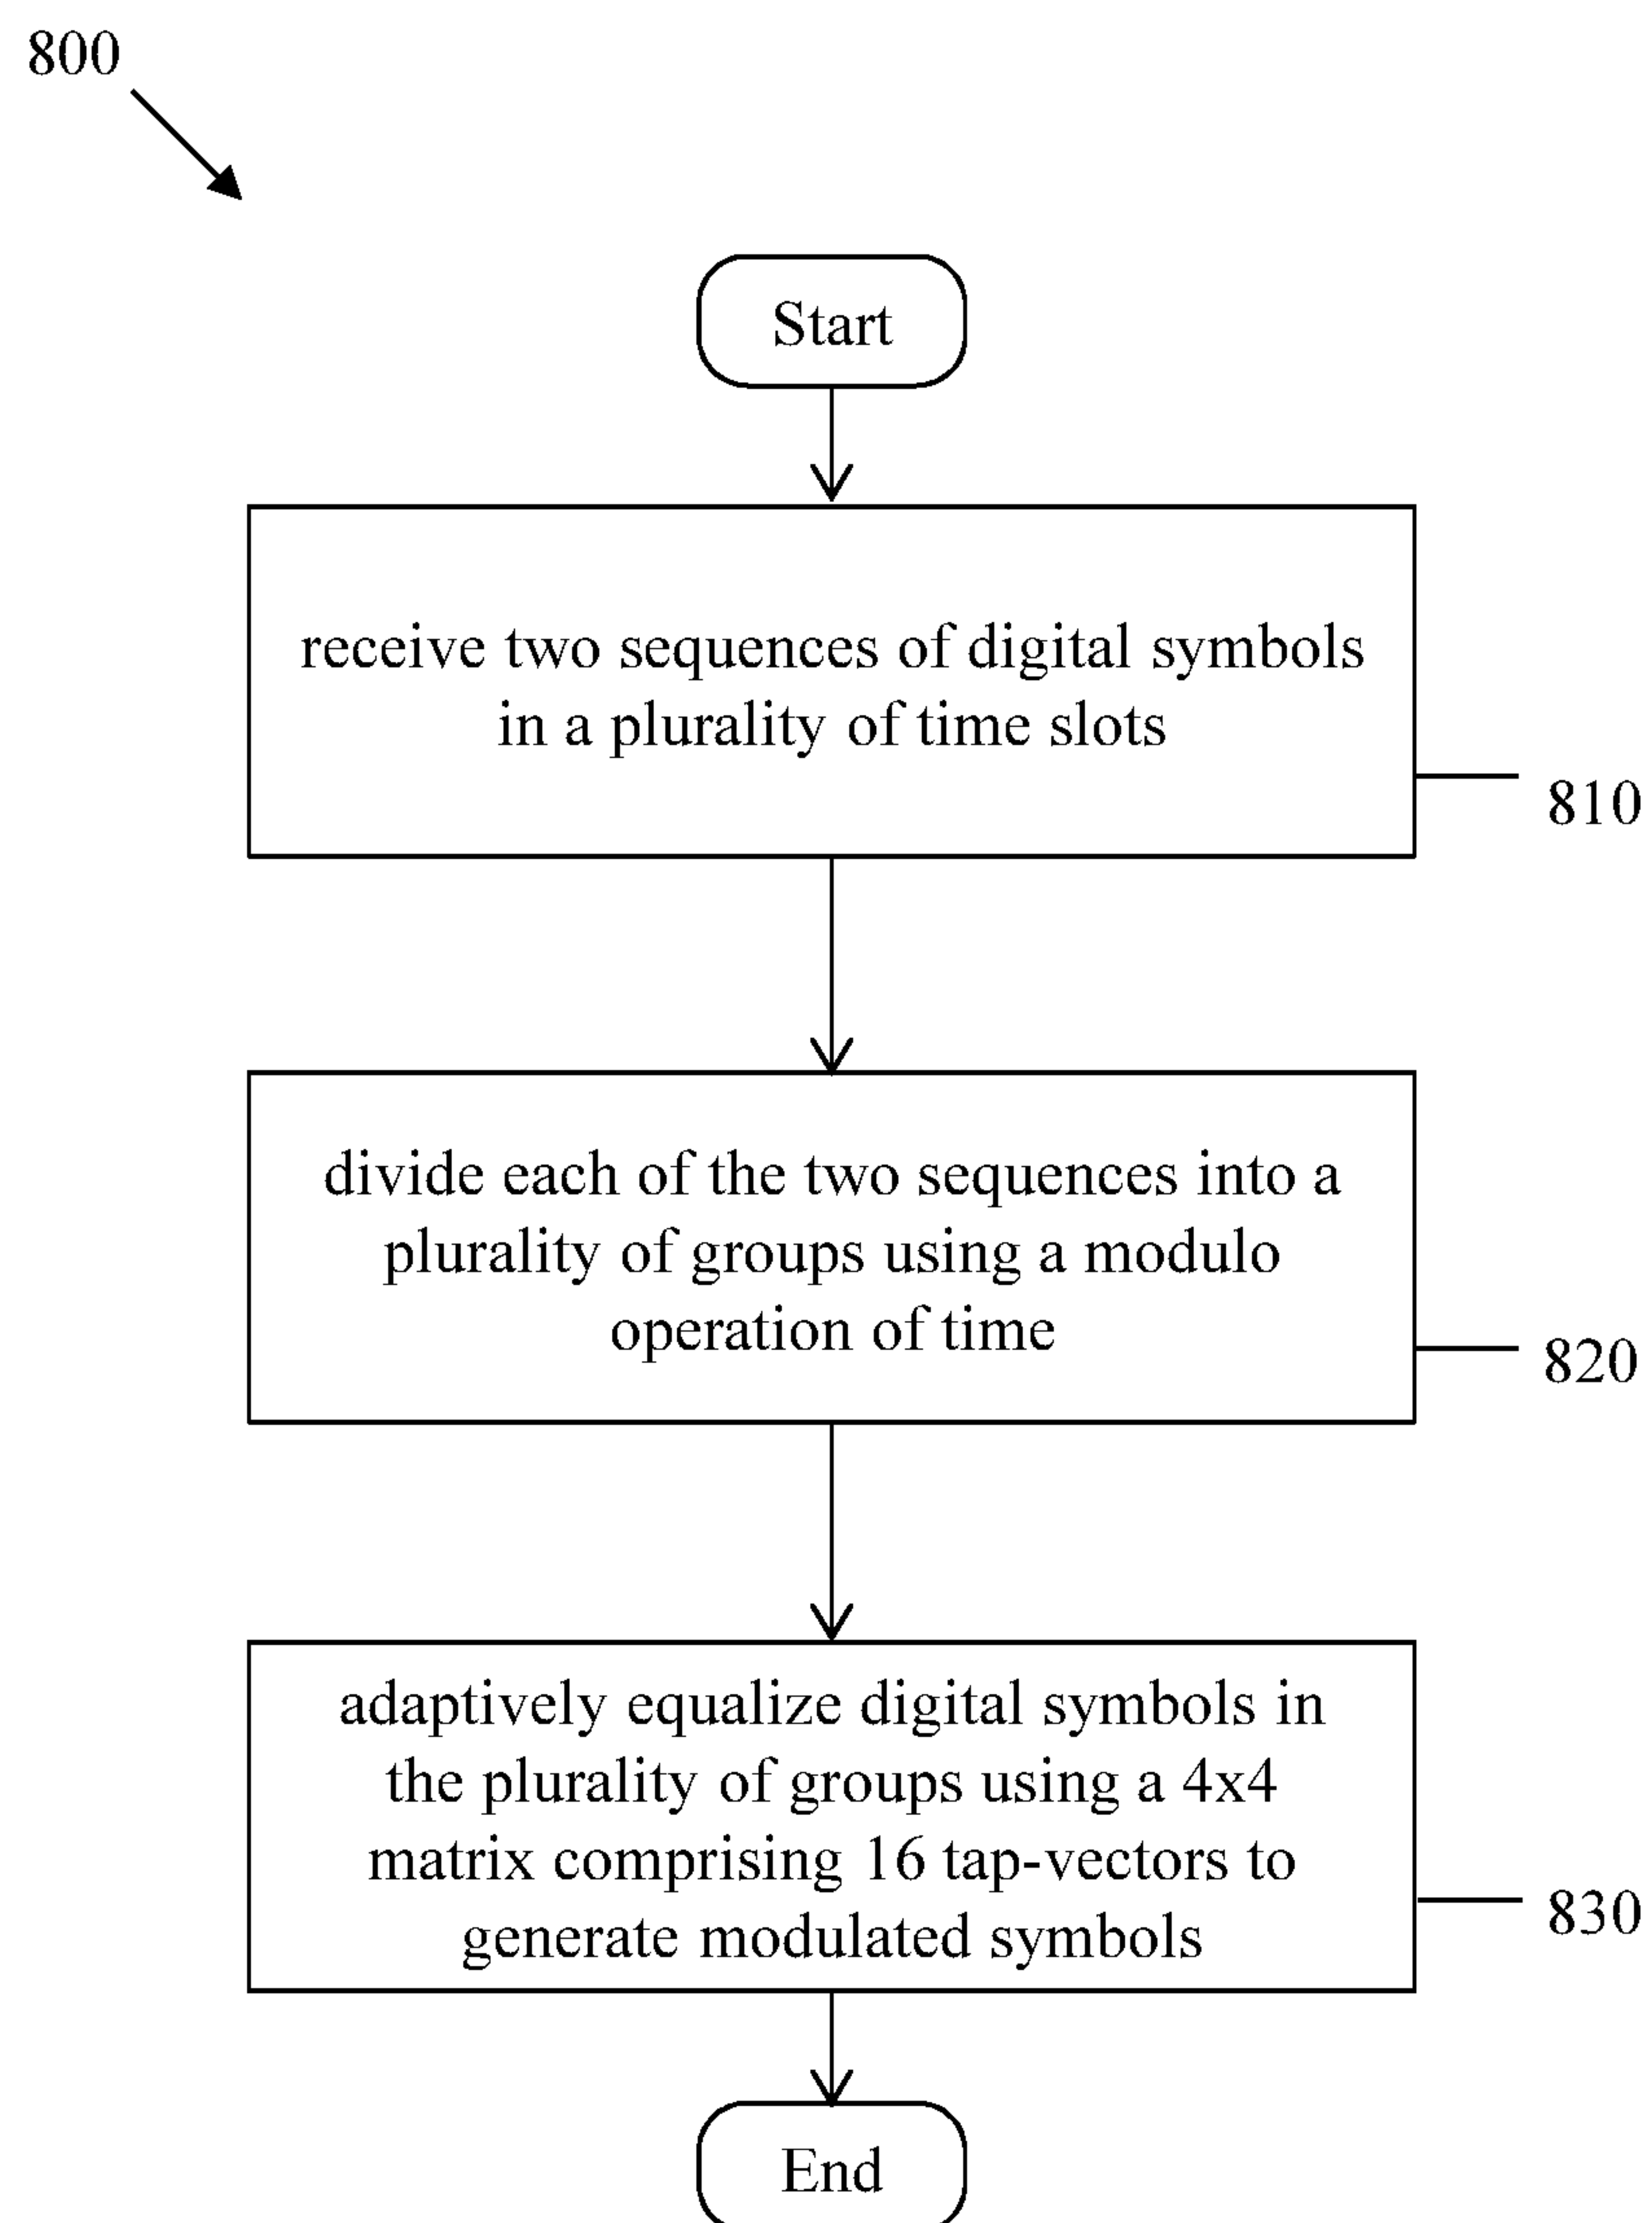 800
Start
receive two sequences of digital symbols
in a plurality of time slots
810
divide each of the two sequences into a
plurality of groups using a modulo
operation of time
820
adaptively equalize digital symbols in
the plurality of groups using a 4x4
matrix comprising 16 tap-vectors to
generate modulated symbols
830
End